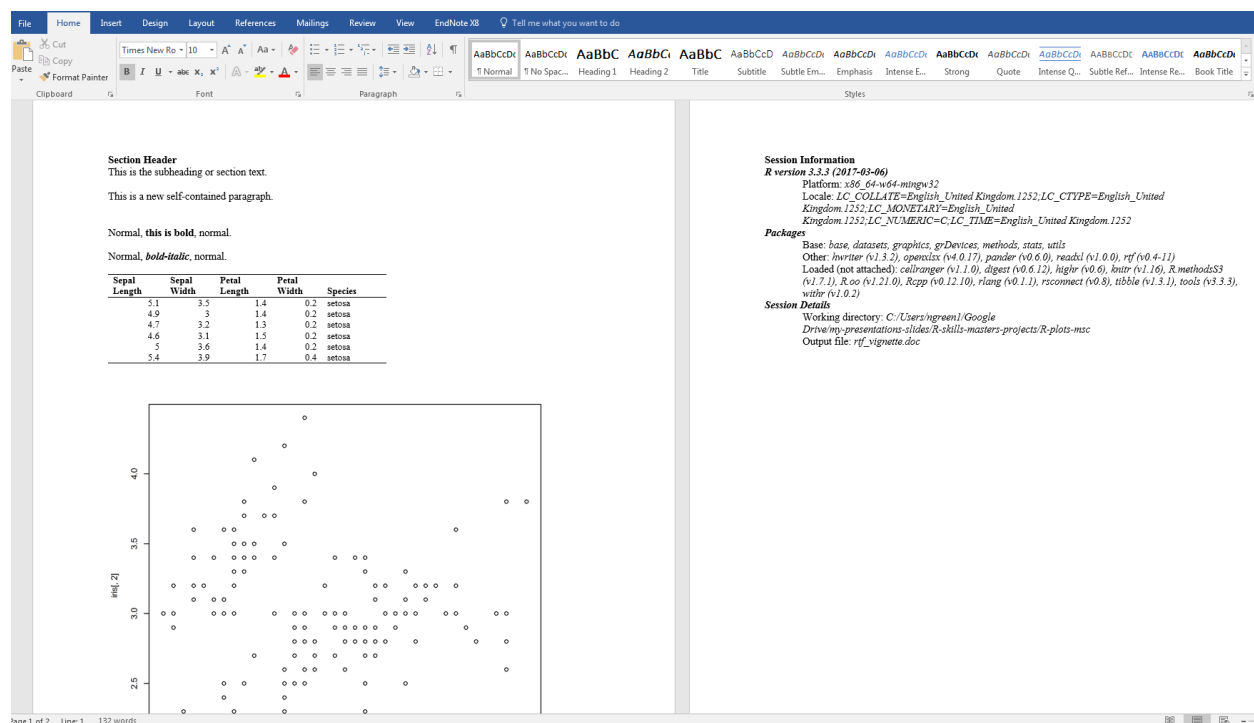 File Home Insert Design Layout References Mailings Review View EndNote X8 Tell me what you want to do
Cut
Copy
Paste
Format Painter
Times New Ro 10 A A Aa
B I U abc X₂ X² A aby A
AaBbCcDc AaBbCcDc AaBbC AaBbCc AaBbC AaBbCcD AaBbCcDc AaBbCcDc AaBbCcDc AaBbCcDc AaBbCcDc AaBbCcDc AABBCCDC AABBCCDC AaBbCcDc
¶ Normal ¶ No Spac... Heading 1 Heading 2 Title Subtitle Subtle Em... Emphasis Intense E... Strong Quote Intense Q... Subtle Ref... Intense Re... Book Title
Clipboard Font Paragraph Styles
Section Header
This is the subheading or section text.
This is a new self-contained paragraph.
Normal, this is bold, normal.
Normal, bold-italic, normal.
Sepal Sepal Petal Petal
Length Width Length Width Species
5.1 3.5 1.4 0.2 setosa
4.9 3 1.4 0.2 setosa
4.7 3.2 1.3 0.2 setosa
4.6 3.1 1.5 0.2 setosa
5 3.6 1.4 0.2 setosa
5.4 3.9 1.7 0.4 setosa
4.0
3.5
iris[, 2]
3.0
2.5
Session Information
R version 3.3.3 (2017-03-06)
Platform: x86_64-w64-mingw32
Locale: LC_COLLATE=English_United Kingdom.1252;LC_CTYPE=English_United
Kingdom.1252;LC_MONETARY=English_United
Kingdom.1252;LC_NUMERIC=C;LC_TIME=English_United Kingdom.1252
Packages
Base: base, datasets, graphics, grDevices, methods, stats, utils
Other: hwriter (v1.3.2), openxlsx (v4.0.17), pander (v0.6.0), readxl (v1.0.0), rtf (v0.4-11)
Loaded (not attached): cellranger (v1.1.0), digest (v0.6.12), highr (v0.6), knitr (v1.16), R.methodsS3
(v1.7.1), R.oo (v1.21.0), Rcpp (v0.12.10), rlang (v0.1.1), rsconnect (v0.8), tibble (v1.3.1), tools (v3.3.3),
withr (v1.0.2)
Session Details
Working directory: C:/Users/ngreen1/Google
Drive/my-presentations-slides/R-skills-masters-projects/R-plots-msc
Output file: rtf_vignette.doc
Page 1 of 2 Line: 1 132 words